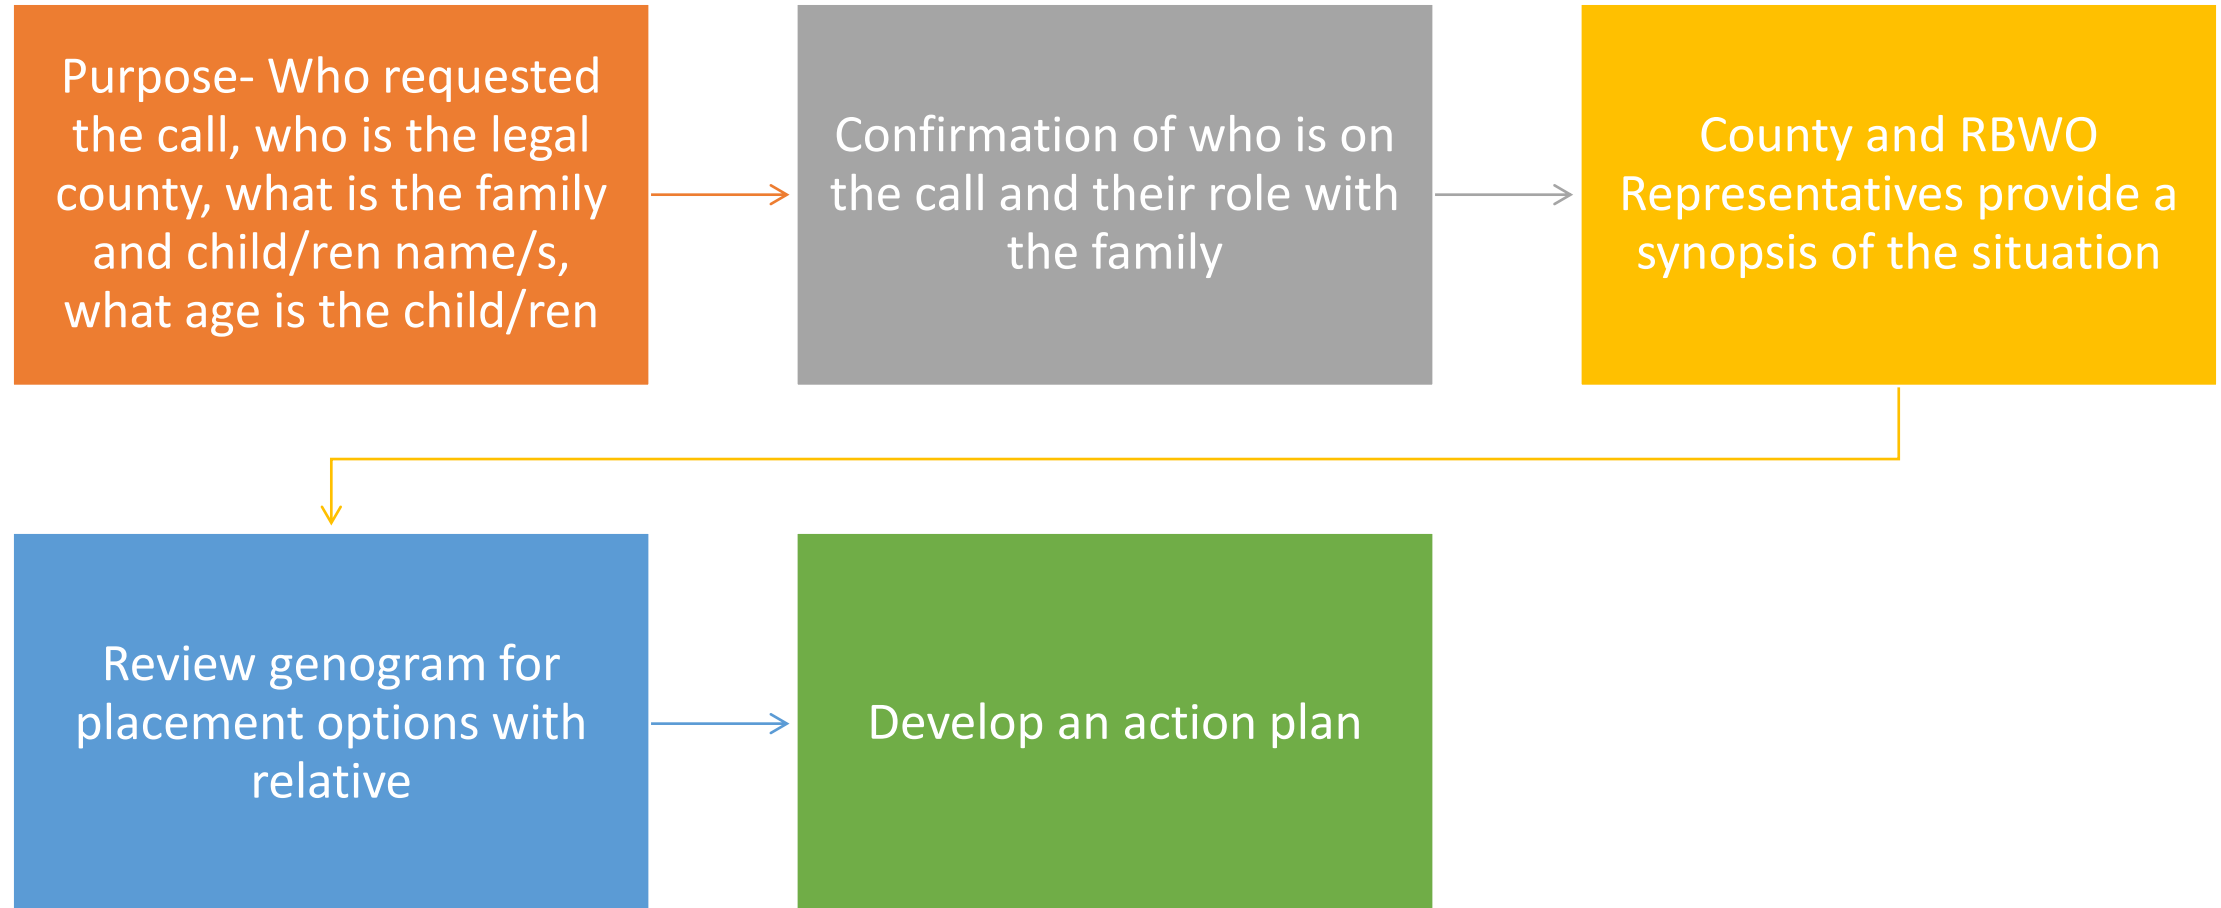 Purpose- Who requested
the call, who is the legal
county, what is the family
and child/ren name/s,
what age is the child/ren
Confirmation of who is on
the call and their role with
the family
County and RBWO
Representatives provide a
synopsis of the situation
Review genogram for
placement options with
relative
Develop an action plan